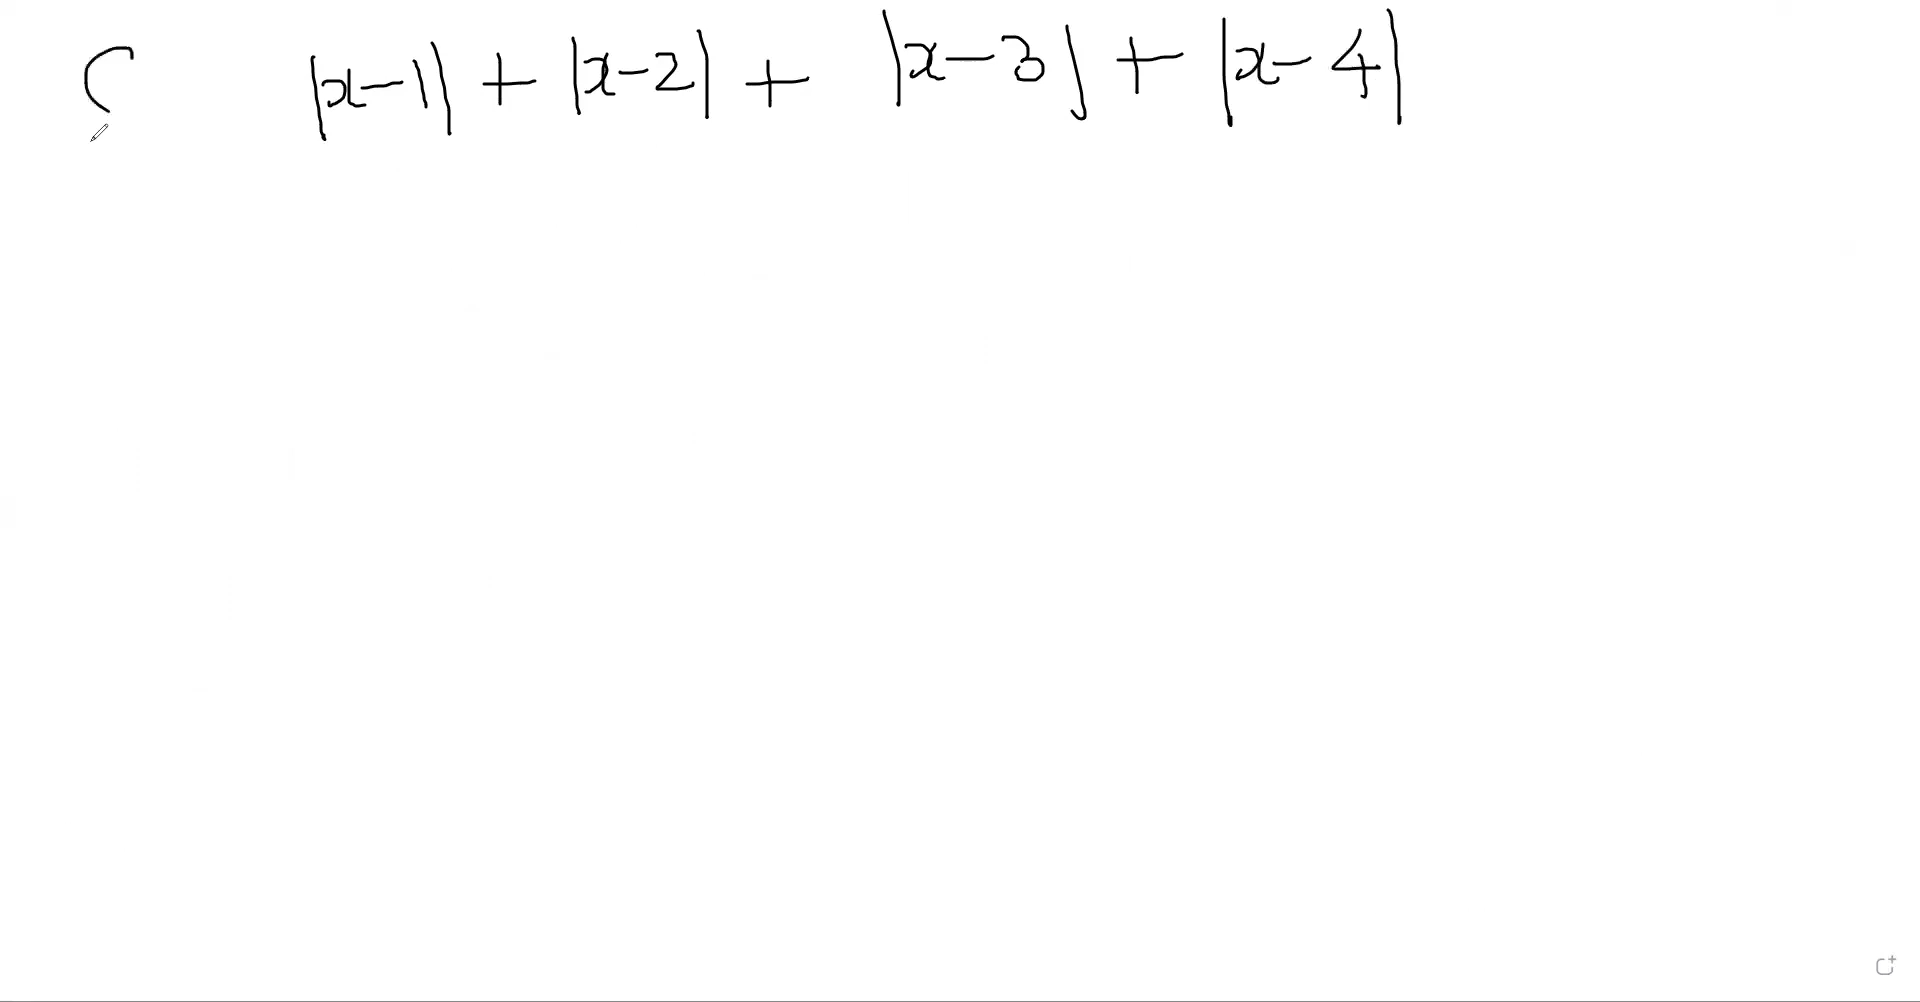 |x-1| + |x-2| + |x-3| + |x-4|